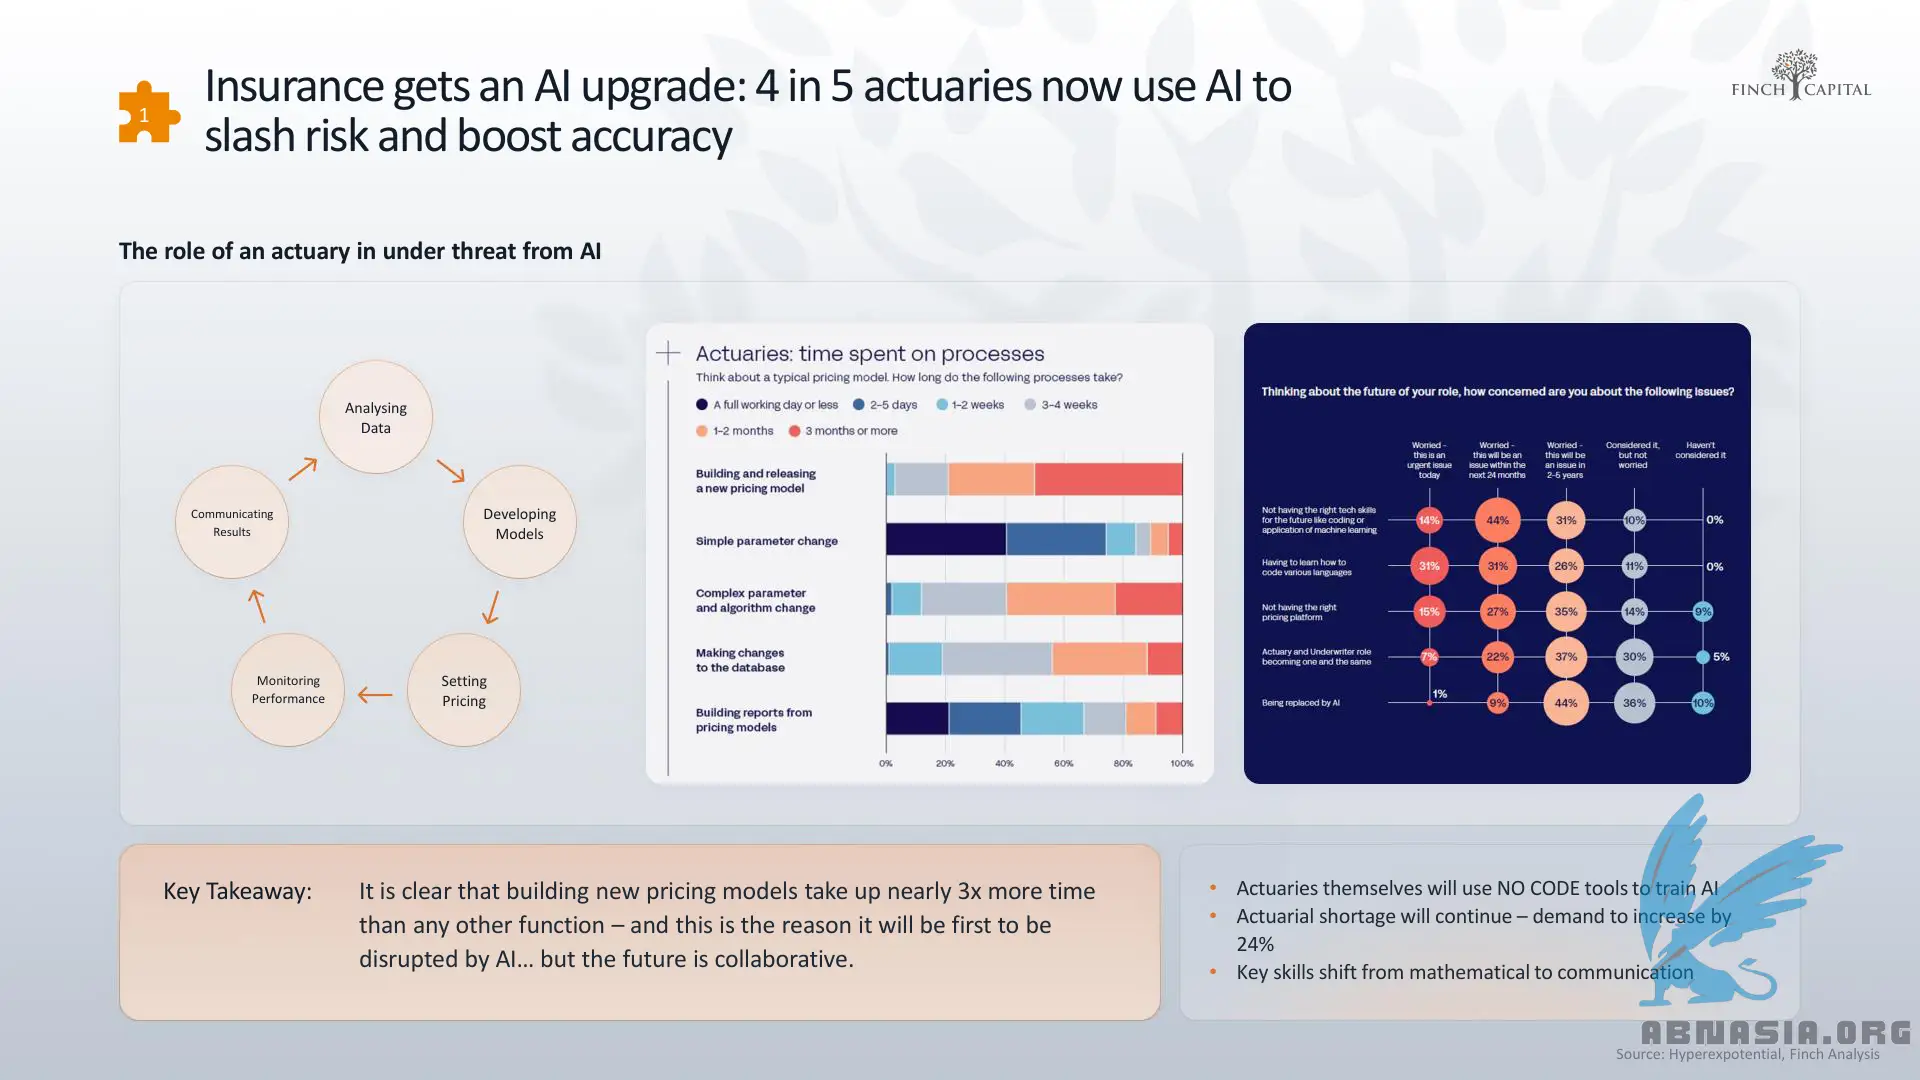 1
Insurance gets an AI upgrade: 4 in 5 actuaries now use AI to
slash risk and boost accuracy
FINCH CAPITAL
The role of an actuary in under threat from AI
Analysing
Data
Developing
Models
Setting
Pricing
Monitoring
Performance
Communicating
Results
Actuaries: time spent on processes
Think about a typical pricing model. How long do the following processes take?
A full working day or less
2-5 days
1-2 weeks
3-4 weeks
1-2 months
3 months or more
Building and releasing
a new pricing model
Simple parameter change
Complex parameter
and algorithm change
Making changes
to the database
Building reports from
pricing models
0% 20% 40% 60% 80% 100%
Thinking about the future of your role, how concerned are you about the following issues?
Worried –
this is an
urgent issue
today
Worried –
this will be an
issue within the
next 24 months
Worried –
this will be
an issue in
2–5 years
Considered it,
but not
worried
Haven't
considered it
Not having the right tech skills
for the future like coding or
application of machine learning
14% 44% 31% 10% 0%
Having to learn how to
code various languages
31% 31% 26% 11% 0%
Not having the right
pricing platform
15% 27% 35% 14% 9%
Actuary and Underwriter role
becoming one and the same
7% 22% 37% 30% 5%
Being replaced by AI
1% 9% 44% 36% 10%
Key Takeaway:
It is clear that building new pricing models take up nearly 3x more time
than any other function – and this is the reason it will be first to be
disrupted by AI... but the future is collaborative.
• Actuaries themselves will use NO CODE tools to train AI
• Actuarial shortage will continue – demand to increase by
24%
• Key skills shift from mathematical to communication
ABNASIA.ORG
Source: Hyperexpotential, Finch Analysis